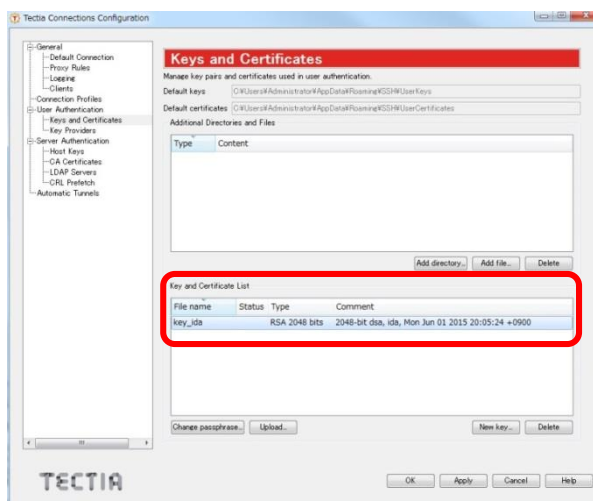 Tectia Connections Configuration
General
Default Connection
Proxy Rules
Logging
Clients
Connection Profiles
User Authentication
Keys and Certificates
Key Providers
Server Authentication
Host Keys
CA Certificates
LDAP Servers
CRL Prefetch
Automatic Tunnels
Keys and Certificates
Manage key pairs and certificates used in user authentication.
Default keys C:¥Users¥Administrator¥AppData¥Roaming¥SSH¥UserKeys
Default certificates C:¥Users¥Administrator¥AppData¥Roaming¥SSH¥UserCertificates
Additional Directories and Files
Type Content
Add directory... Add file... Delete
Key and Certificate List
File name Status Type Comment
key_ida RSA 2048 bits 2048-bit dsa, ida, Mon Jun 01 2015 20:05:24 +0900
Change passphrase... Upload... New key... Delete
TECTIA
OK Apply Cancel Help